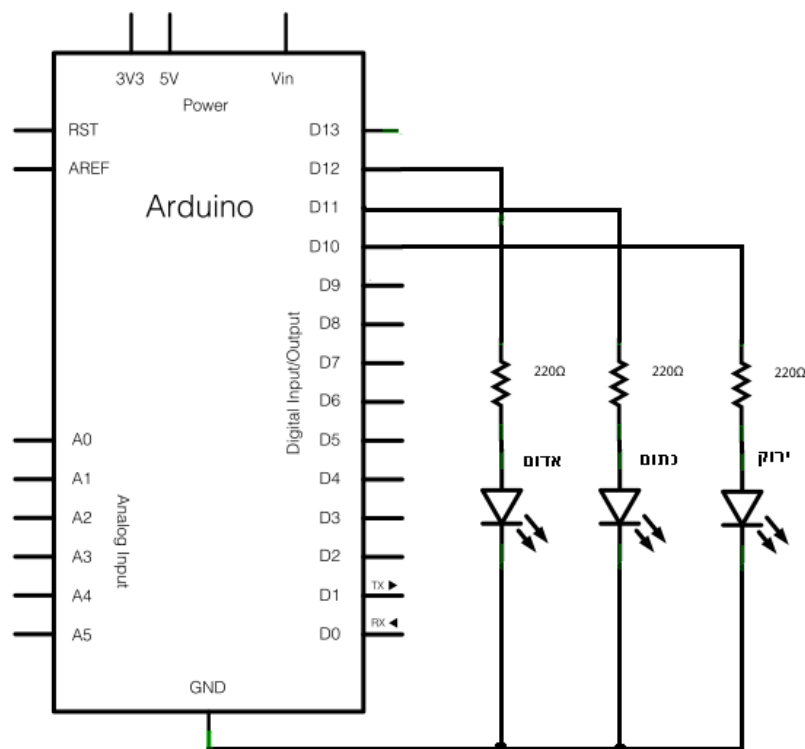 3V3 5V Vin
Power
RST
AREF
Arduino
D13
D12
D11
D10
D9
D8
D7
D6
D5
D4
D3
D2
D1
D0
TX
RX
Digital Input/Output
A0
A1
A2
A3
A4
A5
Analog Input
GND
220Ω 220Ω 220Ω
אדום
כתום
ירוק